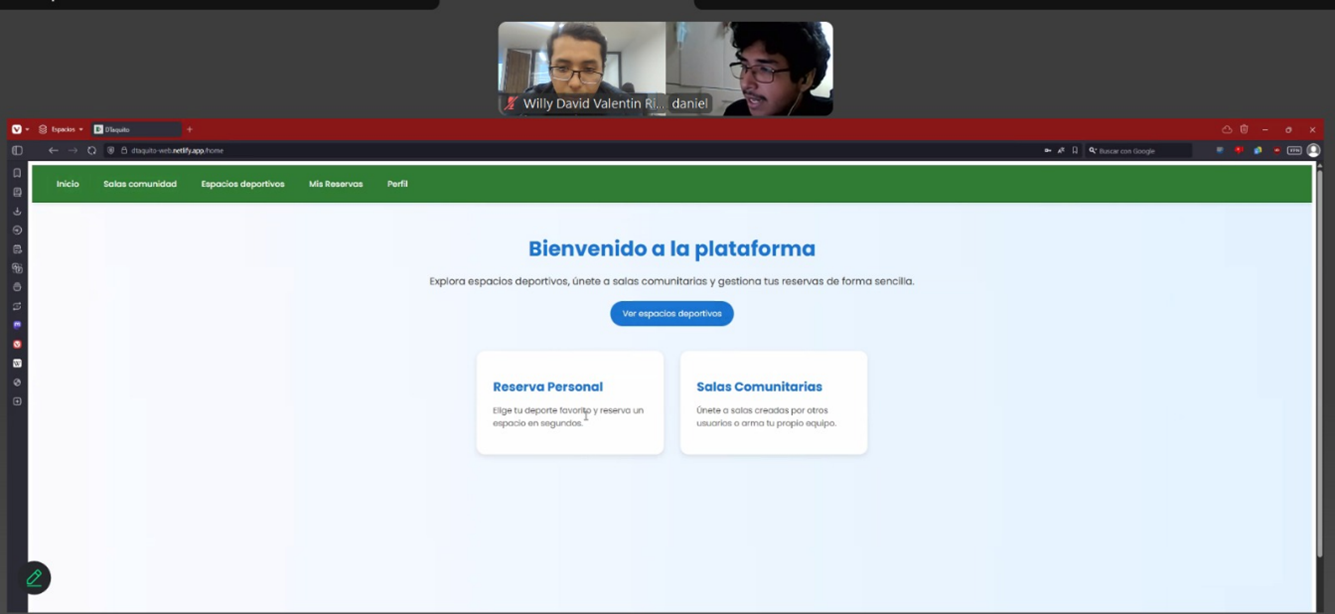 Willy David Valentin Ri... daniel
Espacios
DTaquito
dtaquito-web.netlify.app/home
Buscar con Google
Inicio Salas comunidad Espacios deportivos Mis Reservas Perfil
Bienvenido a la plataforma
Explora espacios deportivos, únete a salas comunitarias y gestiona tus reservas de forma sencilla.
Ver espacios deportivos
Reserva Personal
Elige tu deporte favorito y reserva un
espacio en segundos.
Salas Comunitarias
Únete a salas creadas por otros
usuarios o arma tu propio equipo.